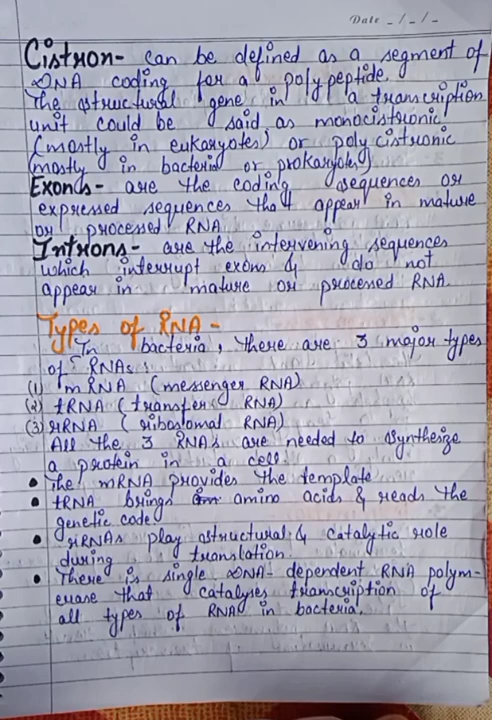 Date _/_/_
Cistron- can be defined as a segment of
DNA coding for a polypeptide.
The structural gene in a transcription
unit could be said as monocistronic
(mostly in eukaryotes) or polycistronic
(mostly in bacteria or prokaryotes)
Exons- are the coding sequences or
expressed sequences that appear in mature
or processed RNA.
Introns- are the intervening sequences
which interrupt exons & do not
appear in mature or processed RNA.
Types of RNA -
In bacteria, there are 3 major types
of RNAs:
(1) mRNA (messenger RNA)
(2) tRNA (transfer RNA)
(3) rRNA (ribosomal RNA)
All the 3 RNAs are needed to synthesize
a protein in a cell.
• The mRNA provides the template
• tRNA brings amino acids & reads the
genetic code
• rRNAs play structural & catalytic role
during translation.
• There is single DNA-dependent RNA polym-
erase that catalyses transcription of
all types of RNA in bacteria.